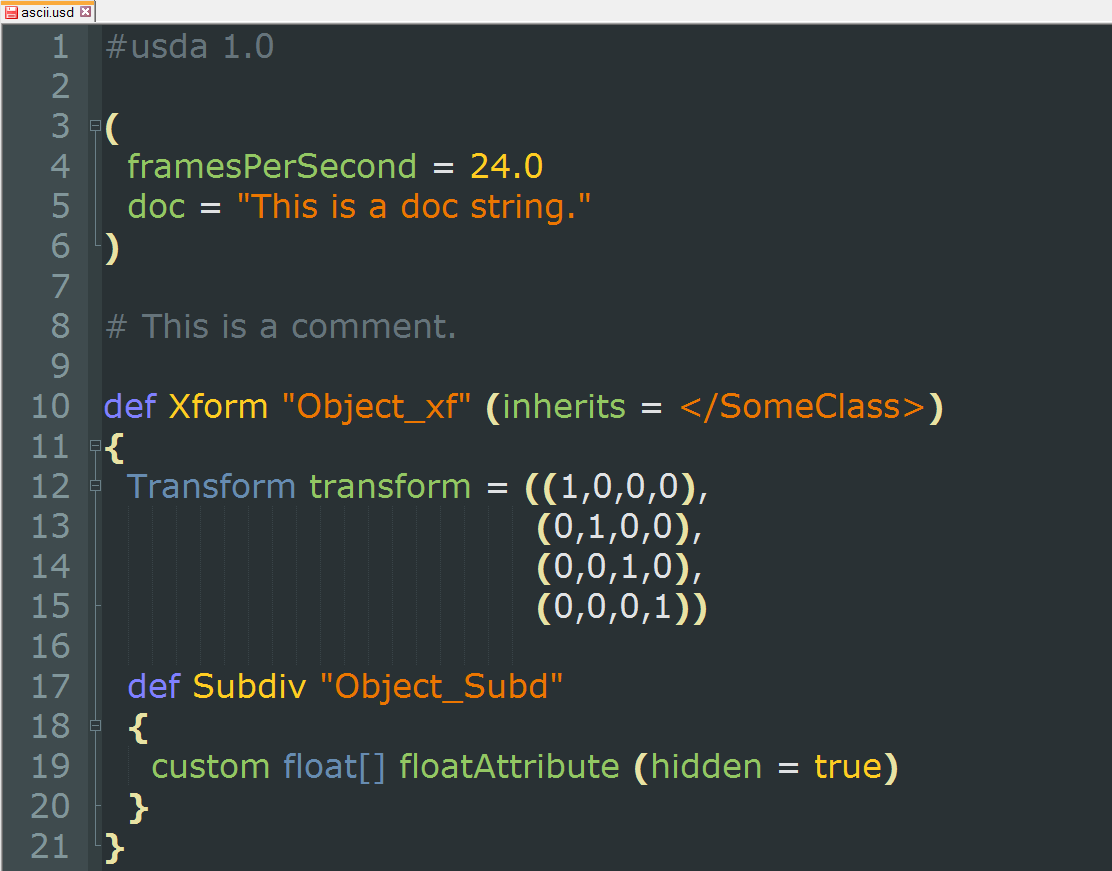 ascii.usd
1 #usda 1.0
2
3 (
4   framesPerSecond = 24.0
5   doc = "This is a doc string."
6 )
7
8 # This is a comment.
9
10 def Xform "Object_xf" (inherits = </SomeClass>)
11 {
12   Transform transform = ((1,0,0,0),
13                          (0,1,0,0),
14                          (0,0,1,0),
15                          (0,0,0,1))
16
17   def Subdiv "Object_Subd"
18   {
19     custom float[] floatAttribute (hidden = true)
20   }
21 }